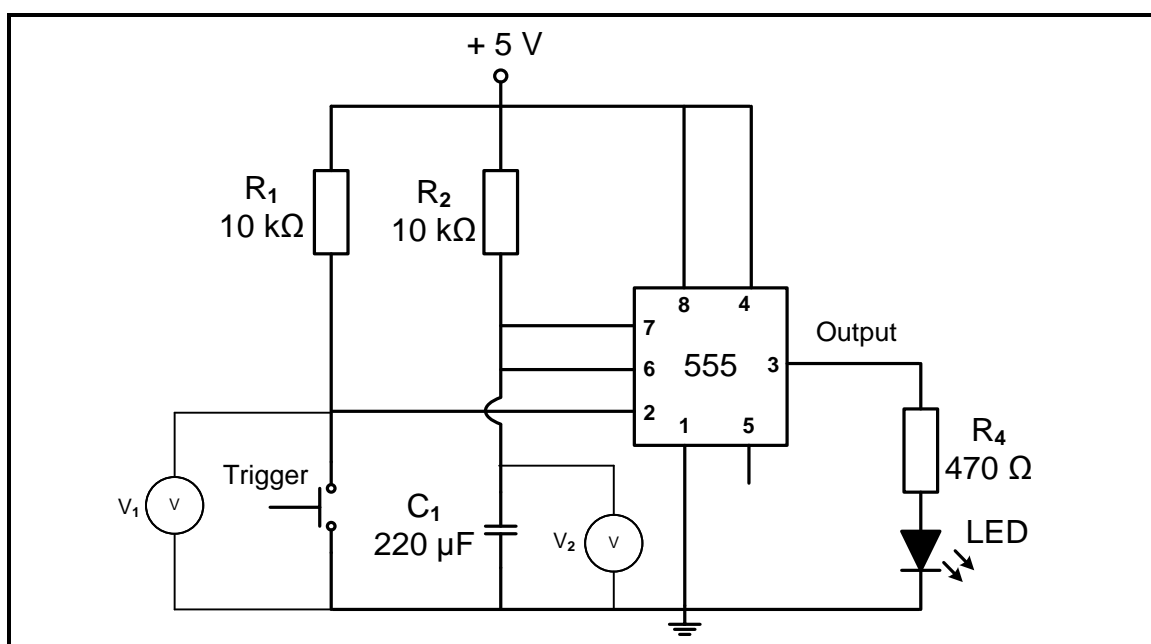 + 5 V
R1
10 kΩ
R2
10 kΩ
8 4
7
Output
6 555 3
2
1 5
R4
470 Ω
Trigger
V1 V
C1
220 µF
V2 V
LED